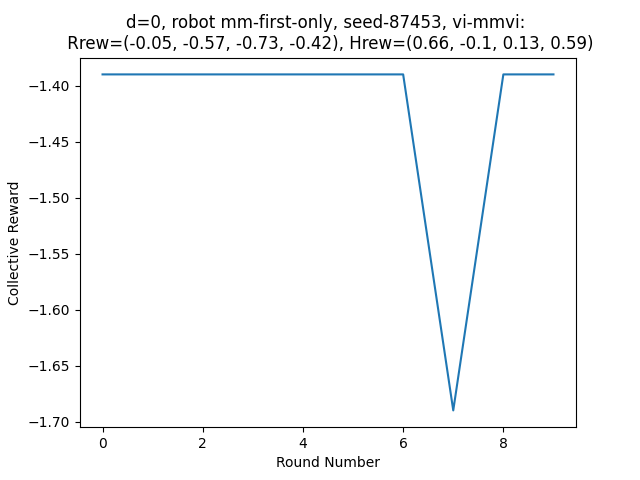 d=0, robot mm-first-only, seed-87453, vi-mmvi:
Rrew=(-0.05, -0.57, -0.73, -0.42), Hrew=(0.66, -0.1, 0.13, 0.59)
−1.40
−1.45
−1.50
−1.55
−1.60
−1.65
−1.70
Collective Reward
0 2 4 6 8
Round Number